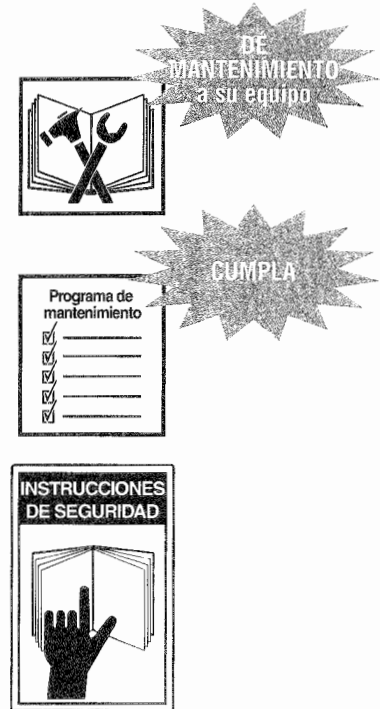 DE
MANTENIMIENTO
a su equipo
CUMPLA
Programa de
mantenimiento
INSTRUCCIONES
DE SEGURIDAD